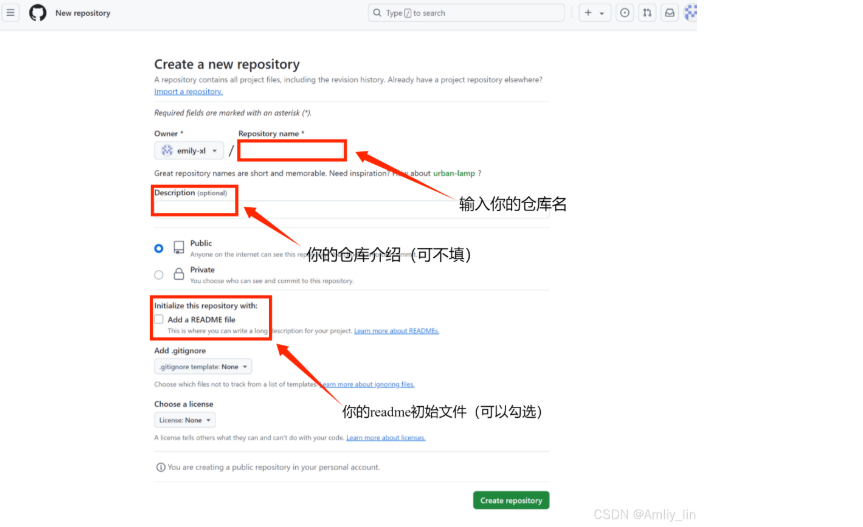 New repository
Type / to search
Create a new repository
A repository contains all project files, including the revision history. Already have a project repository elsewhere?
Import a repository.
Required fields are marked with an asterisk (*).
Owner * Repository name *
emily-xl /
Great repository names are short and memorable. Need inspiration? How about urban-lamp ?
输入你的仓库名
Description (optional)
Public
你的仓库介绍（可不填）
Anyone on the internet can see this commit.
Private
You choose who can see and commit to this repository.
Initialize this repository with:
Add a README file
This is where you can write a long description for your project. Learn more about READMEs.
Add .gitignore
.gitignore template: None
Choose which files not to track from a list of templates. Learn more about ignoring files.
Choose a license
你的readme初始文件（可以勾选）
License: None
A license tells others what they can and can't do with your code. Learn more about licenses.
You are creating a public repository in your personal account.
Create repository
CSDN @Amliy_lin